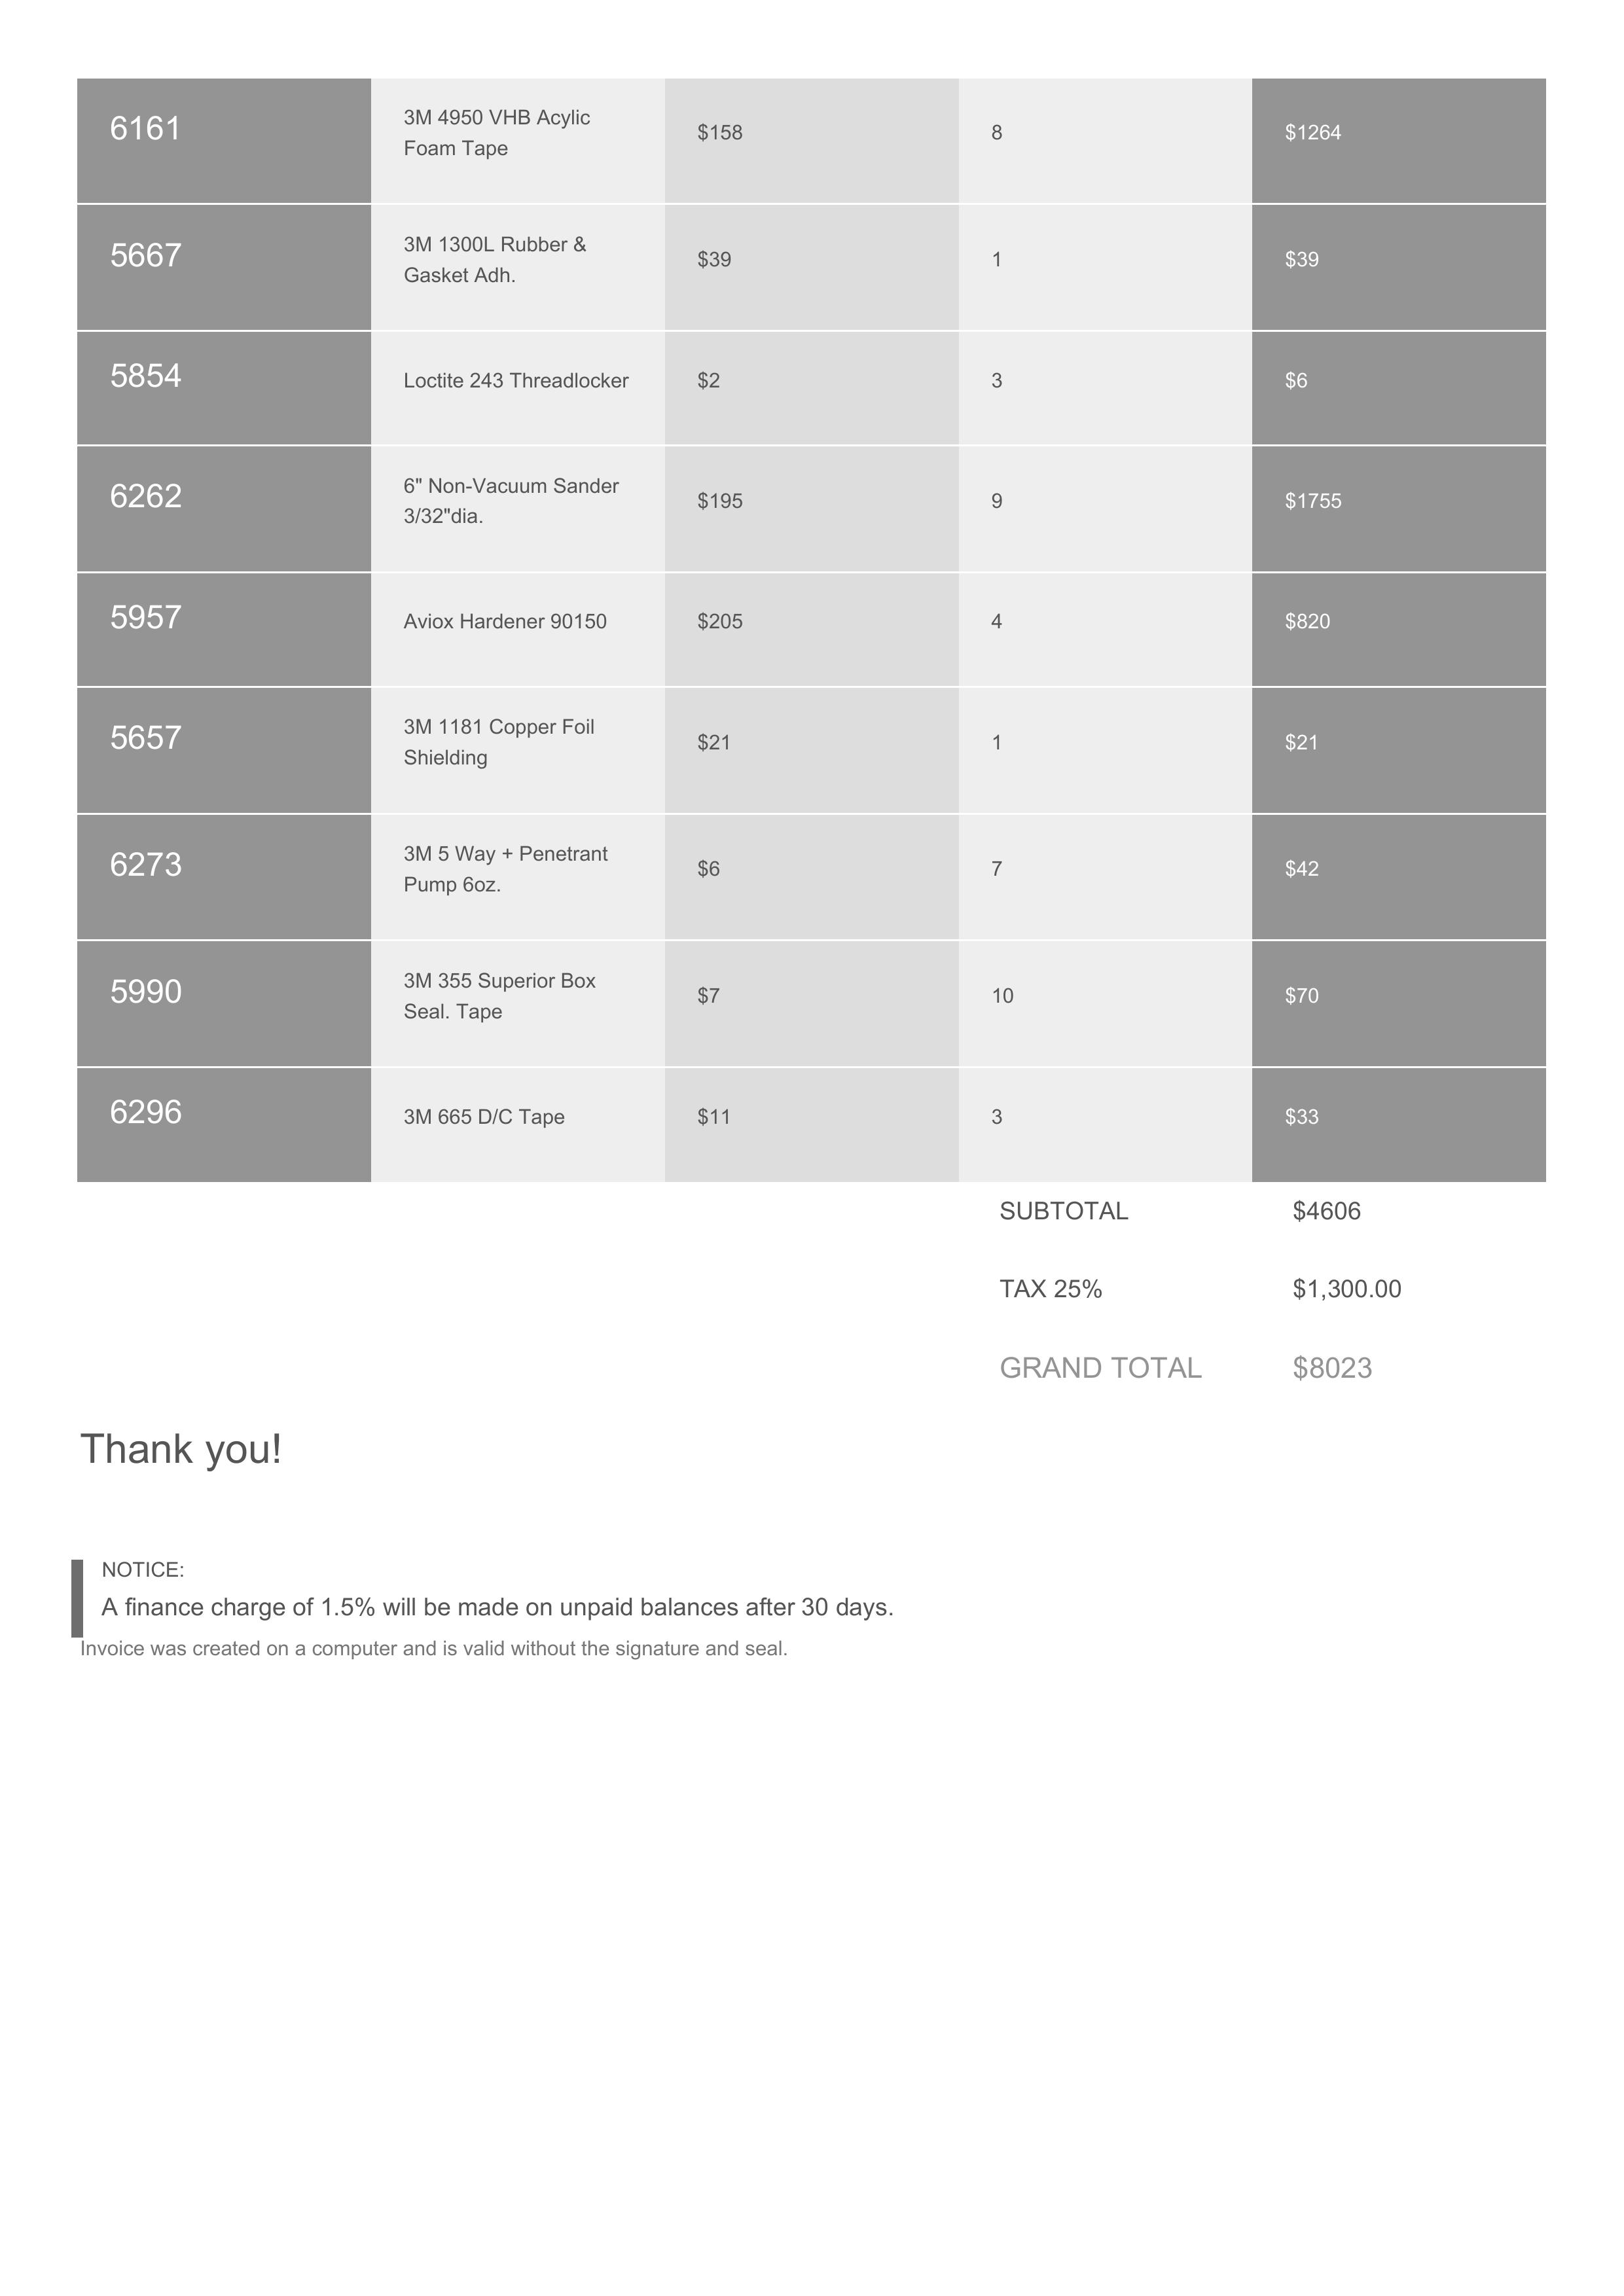 6161 3M 4950 VHB Acylic Foam Tape $158 8 $1264
5667 3M 1300L Rubber & Gasket Adh. $39 1 $39
5854 Loctite 243 Threadlocker $2 3 $6
6262 6" Non-Vacuum Sander 3/32"dia. $195 9 $1755
5957 Aviox Hardener 90150 $205 4 $820
5657 3M 1181 Copper Foil Shielding $21 1 $21
6273 3M 5 Way + Penetrant Pump 6oz. $6 7 $42
5990 3M 355 Superior Box Seal. Tape $7 10 $70
6296 3M 665 D/C Tape $11 3 $33
SUBTOTAL $4606
TAX 25% $1,300.00
GRAND TOTAL $8023
Thank you!
NOTICE:
A finance charge of 1.5% will be made on unpaid balances after 30 days.
Invoice was created on a computer and is valid without the signature and seal.